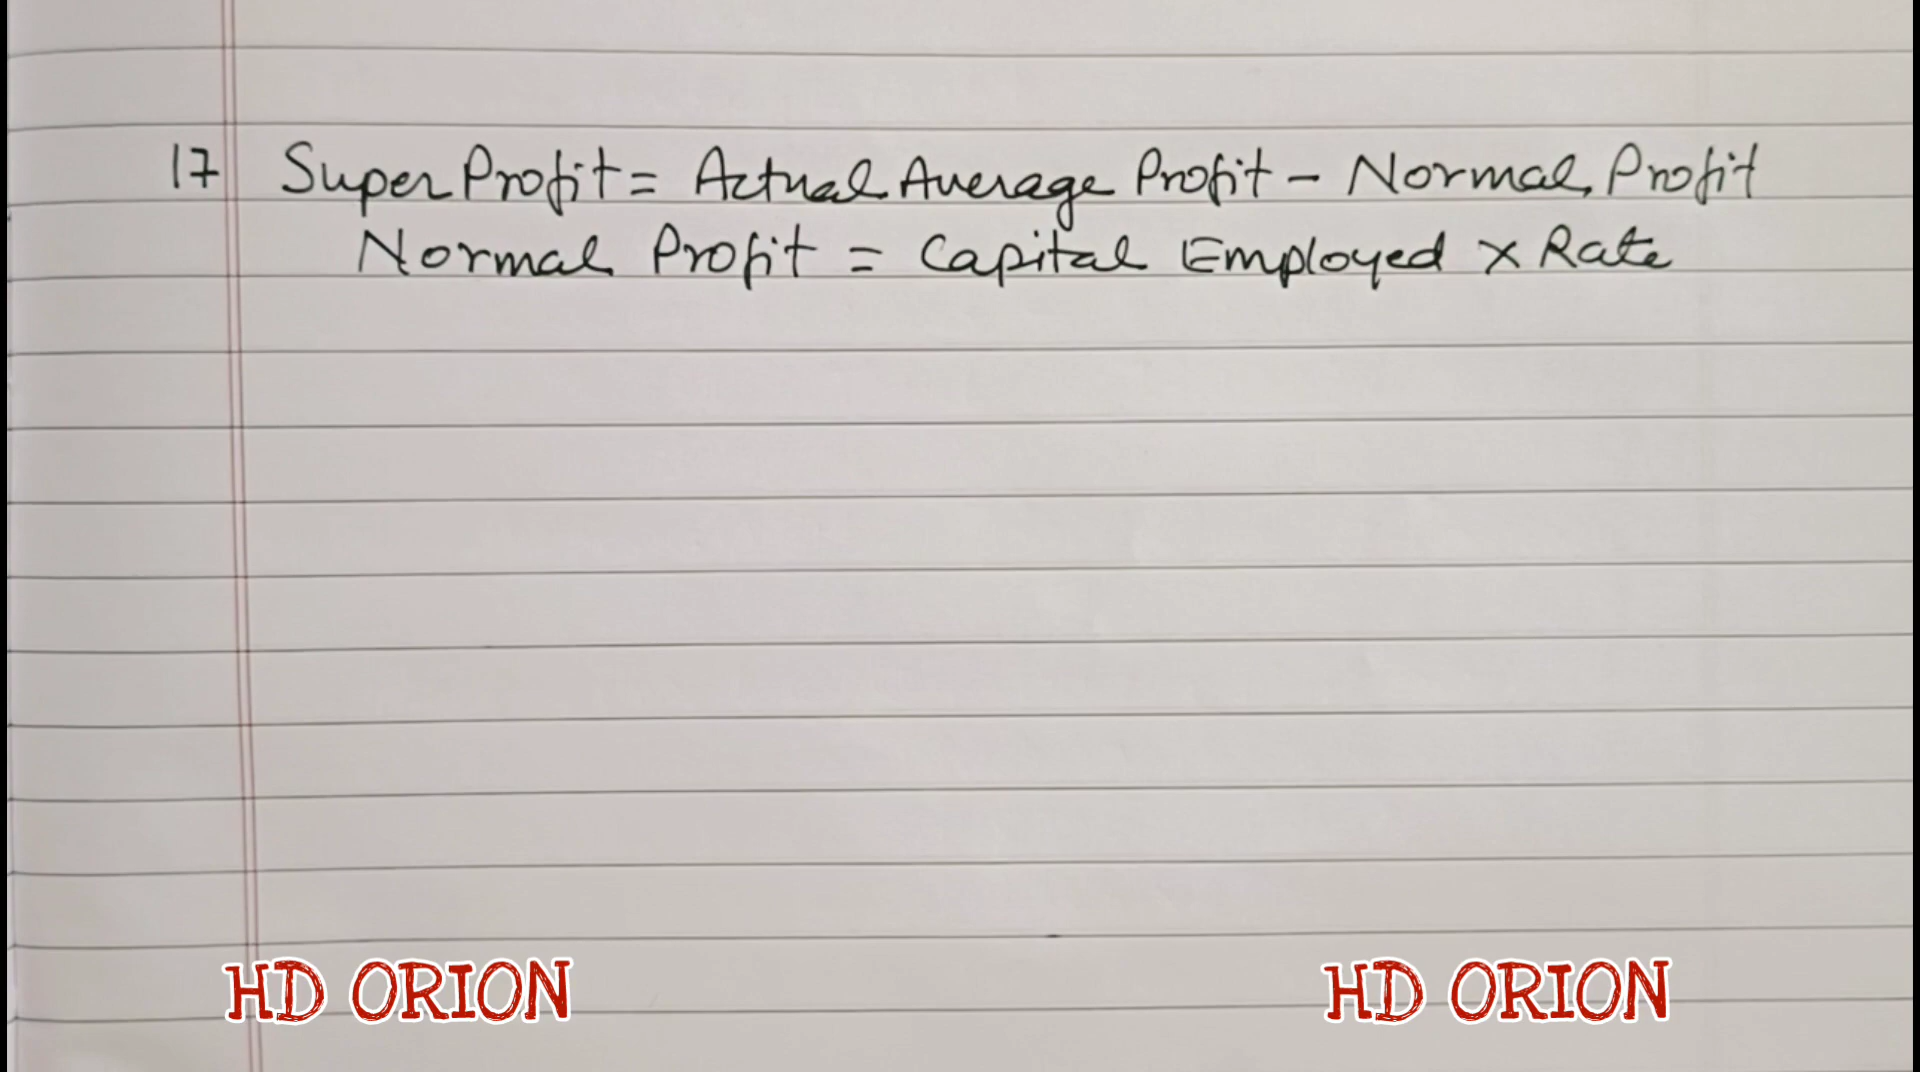 17 Super Profit = Actual Average Profit - Normal Profit
Normal Profit = Capital Employed x Rate
HD ORION HD ORION